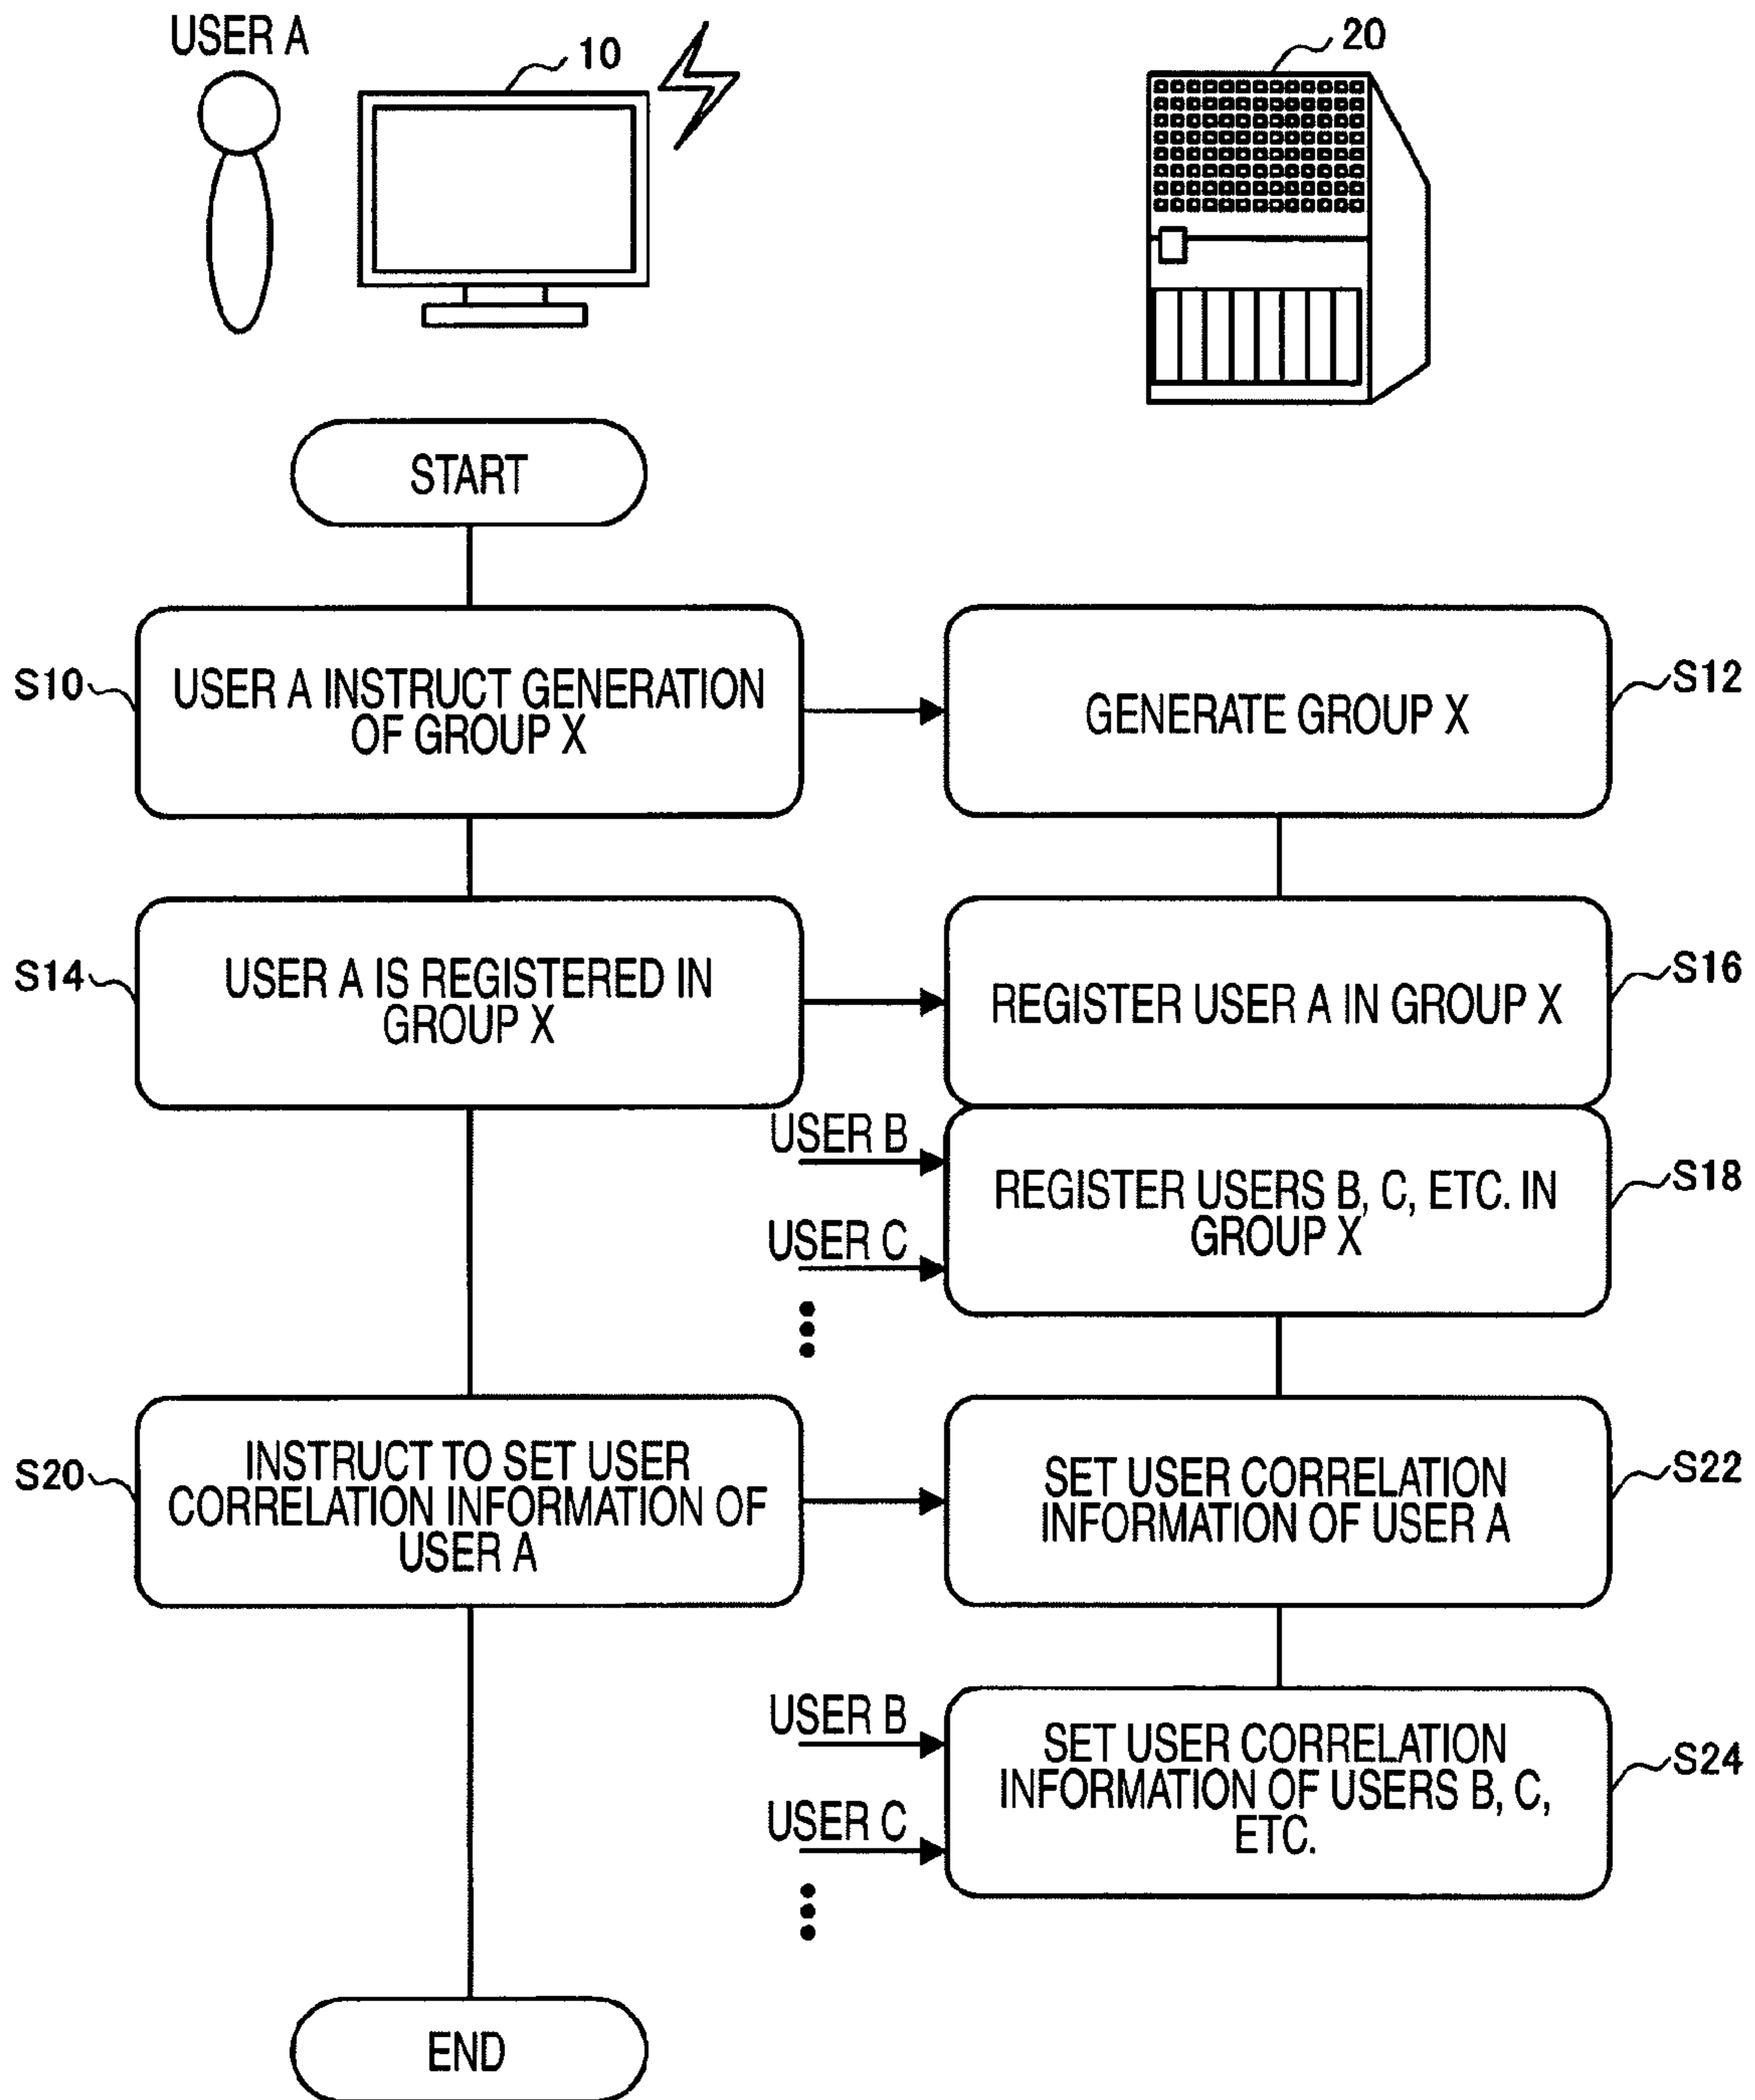 USER A
10
20
START
S10
USER A INSTRUCT GENERATION
OF GROUP X
GENERATE GROUP X
S12
S14
USER A IS REGISTERED IN
GROUP X
REGISTER USER A IN GROUP X
S16
USER B
USER C
REGISTER USERS B, C, ETC. IN
GROUP X
S18
S20
INSTRUCT TO SET USER
CORRELATION INFORMATION OF
USER A
SET USER CORRELATION
INFORMATION OF USER A
S22
USER B
USER C
SET USER CORRELATION
INFORMATION OF USERS B, C,
ETC.
S24
END